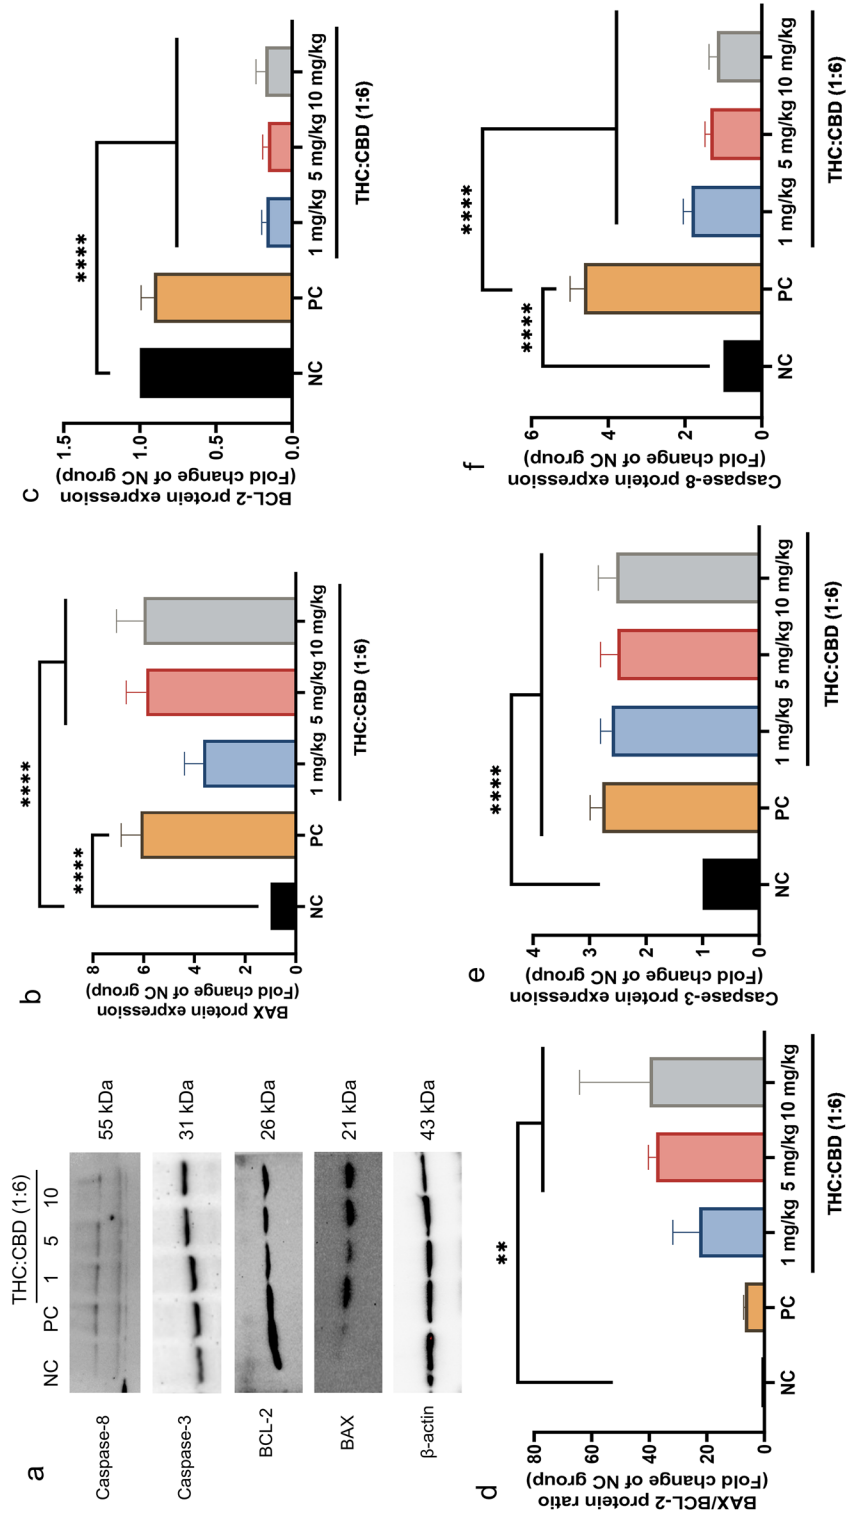 a
THC:CBD (1:6)
NC PC 1 5 10
Caspase-8 55 kDa
Caspase-3 31 kDa
BCL-2 26 kDa
BAX 21 kDa
β-actin 43 kDa
b
BAX protein expression
(Fold change of NC group)
8
6
4
2
0
****
****
NC PC 1 mg/kg 5 mg/kg 10 mg/kg
THC:CBD (1:6)
c
BCL-2 protein expression
(Fold change of NC group)
1.5
1.0
0.5
0.0
****
NC PC 1 mg/kg 5 mg/kg 10 mg/kg
THC:CBD (1:6)
d
BAX/BCL-2 protein ratio
(Fold change of NC group)
80
60
40
20
0
**
NC PC 1 mg/kg 5 mg/kg 10 mg/kg
THC:CBD (1:6)
e
Caspase-3 protein expression
(Fold change of NC group)
4
3
2
1
0
****
NC PC 1 mg/kg 5 mg/kg 10 mg/kg
THC:CBD (1:6)
f
Caspase-8 protein expression
(Fold change of NC group)
6
4
2
0
****
****
NC PC 1 mg/kg 5 mg/kg 10 mg/kg
THC:CBD (1:6)